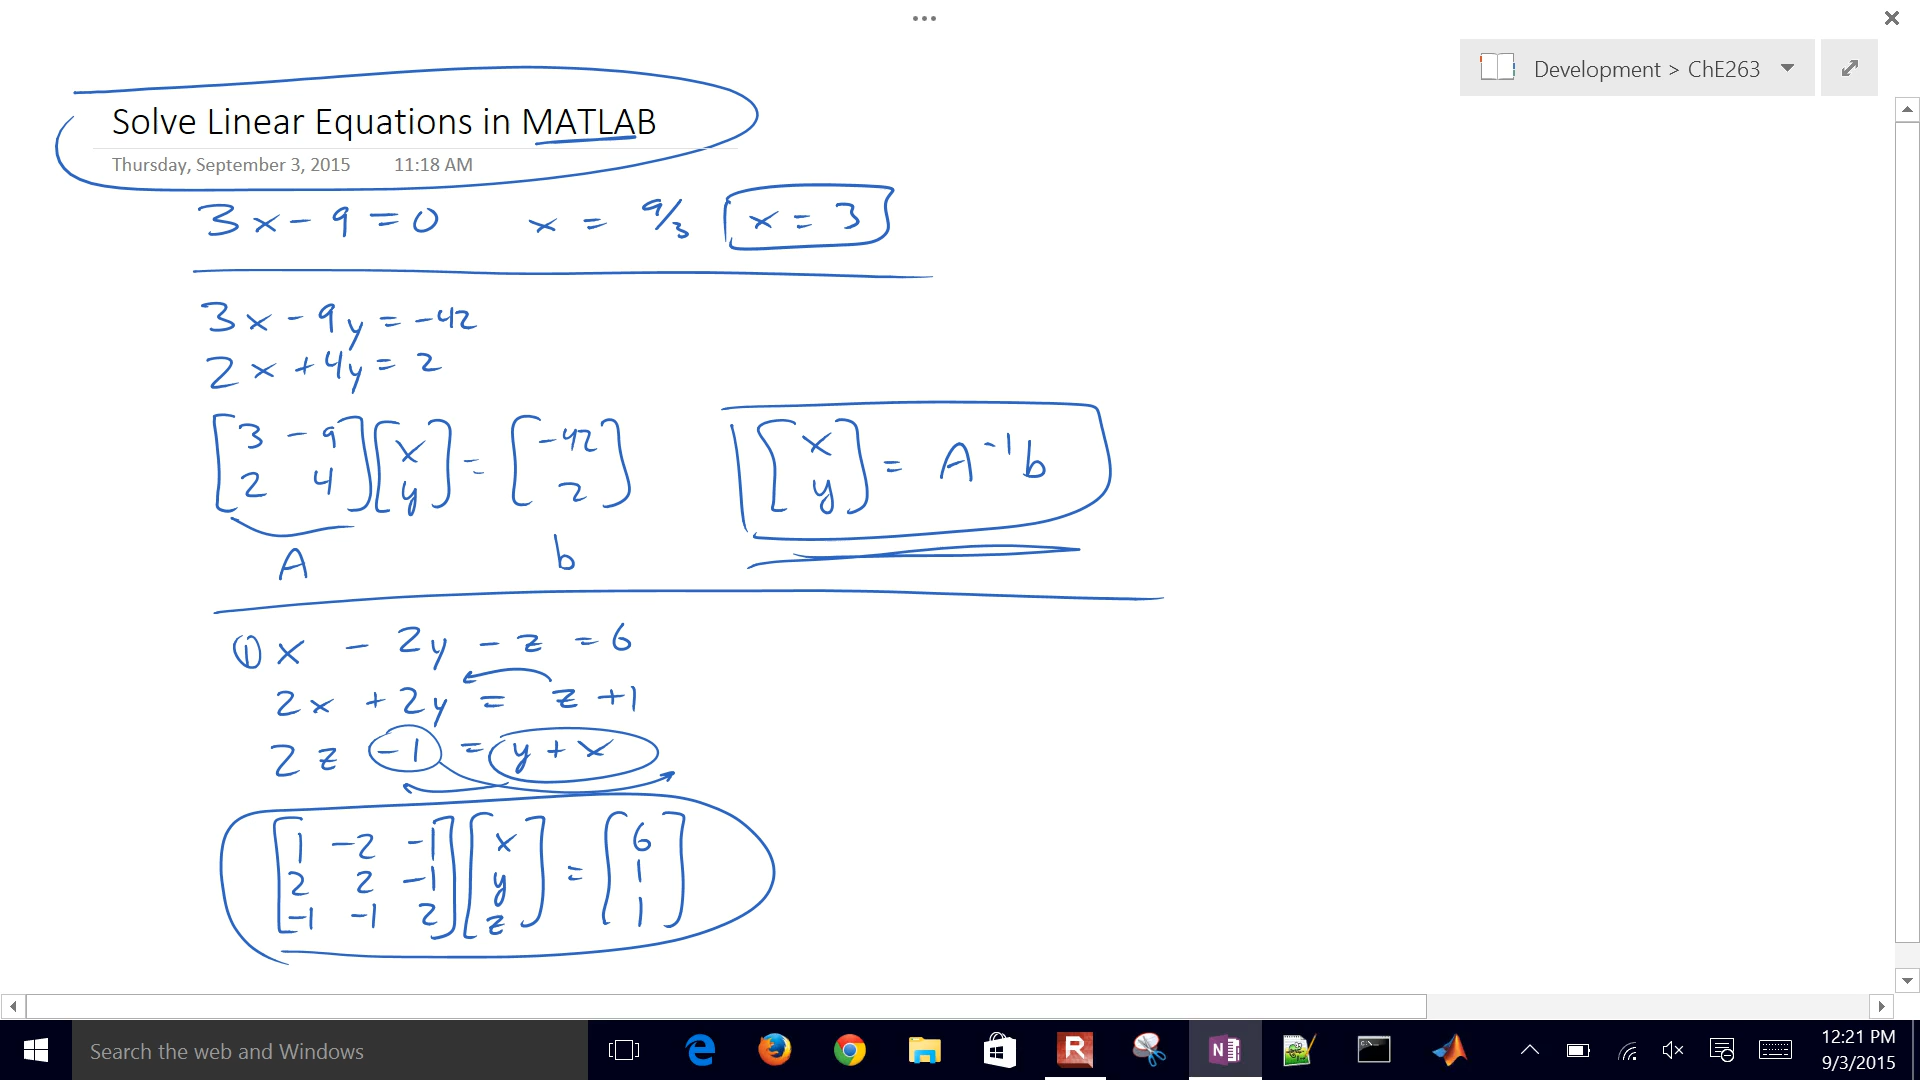 Development > ChE263
Solve Linear Equations in MATLAB
Thursday, September 3, 2015 11:18 AM
3x - 9 = 0 x = 9/3 x = 3
3x - 9y = -42
2x + 4y = 2
[3 -9; 2 4] [x; y] = [-42; 2] [x; y] = A⁻¹b
A b
① x - 2y - z = 6
2x + 2y = z + 1
2z - 1 = y + x
1 -2 -1 x 6
2 2 -1 y = 1
-1 -1 2 z 1
Search the web and Windows
12:21 PM
9/3/2015